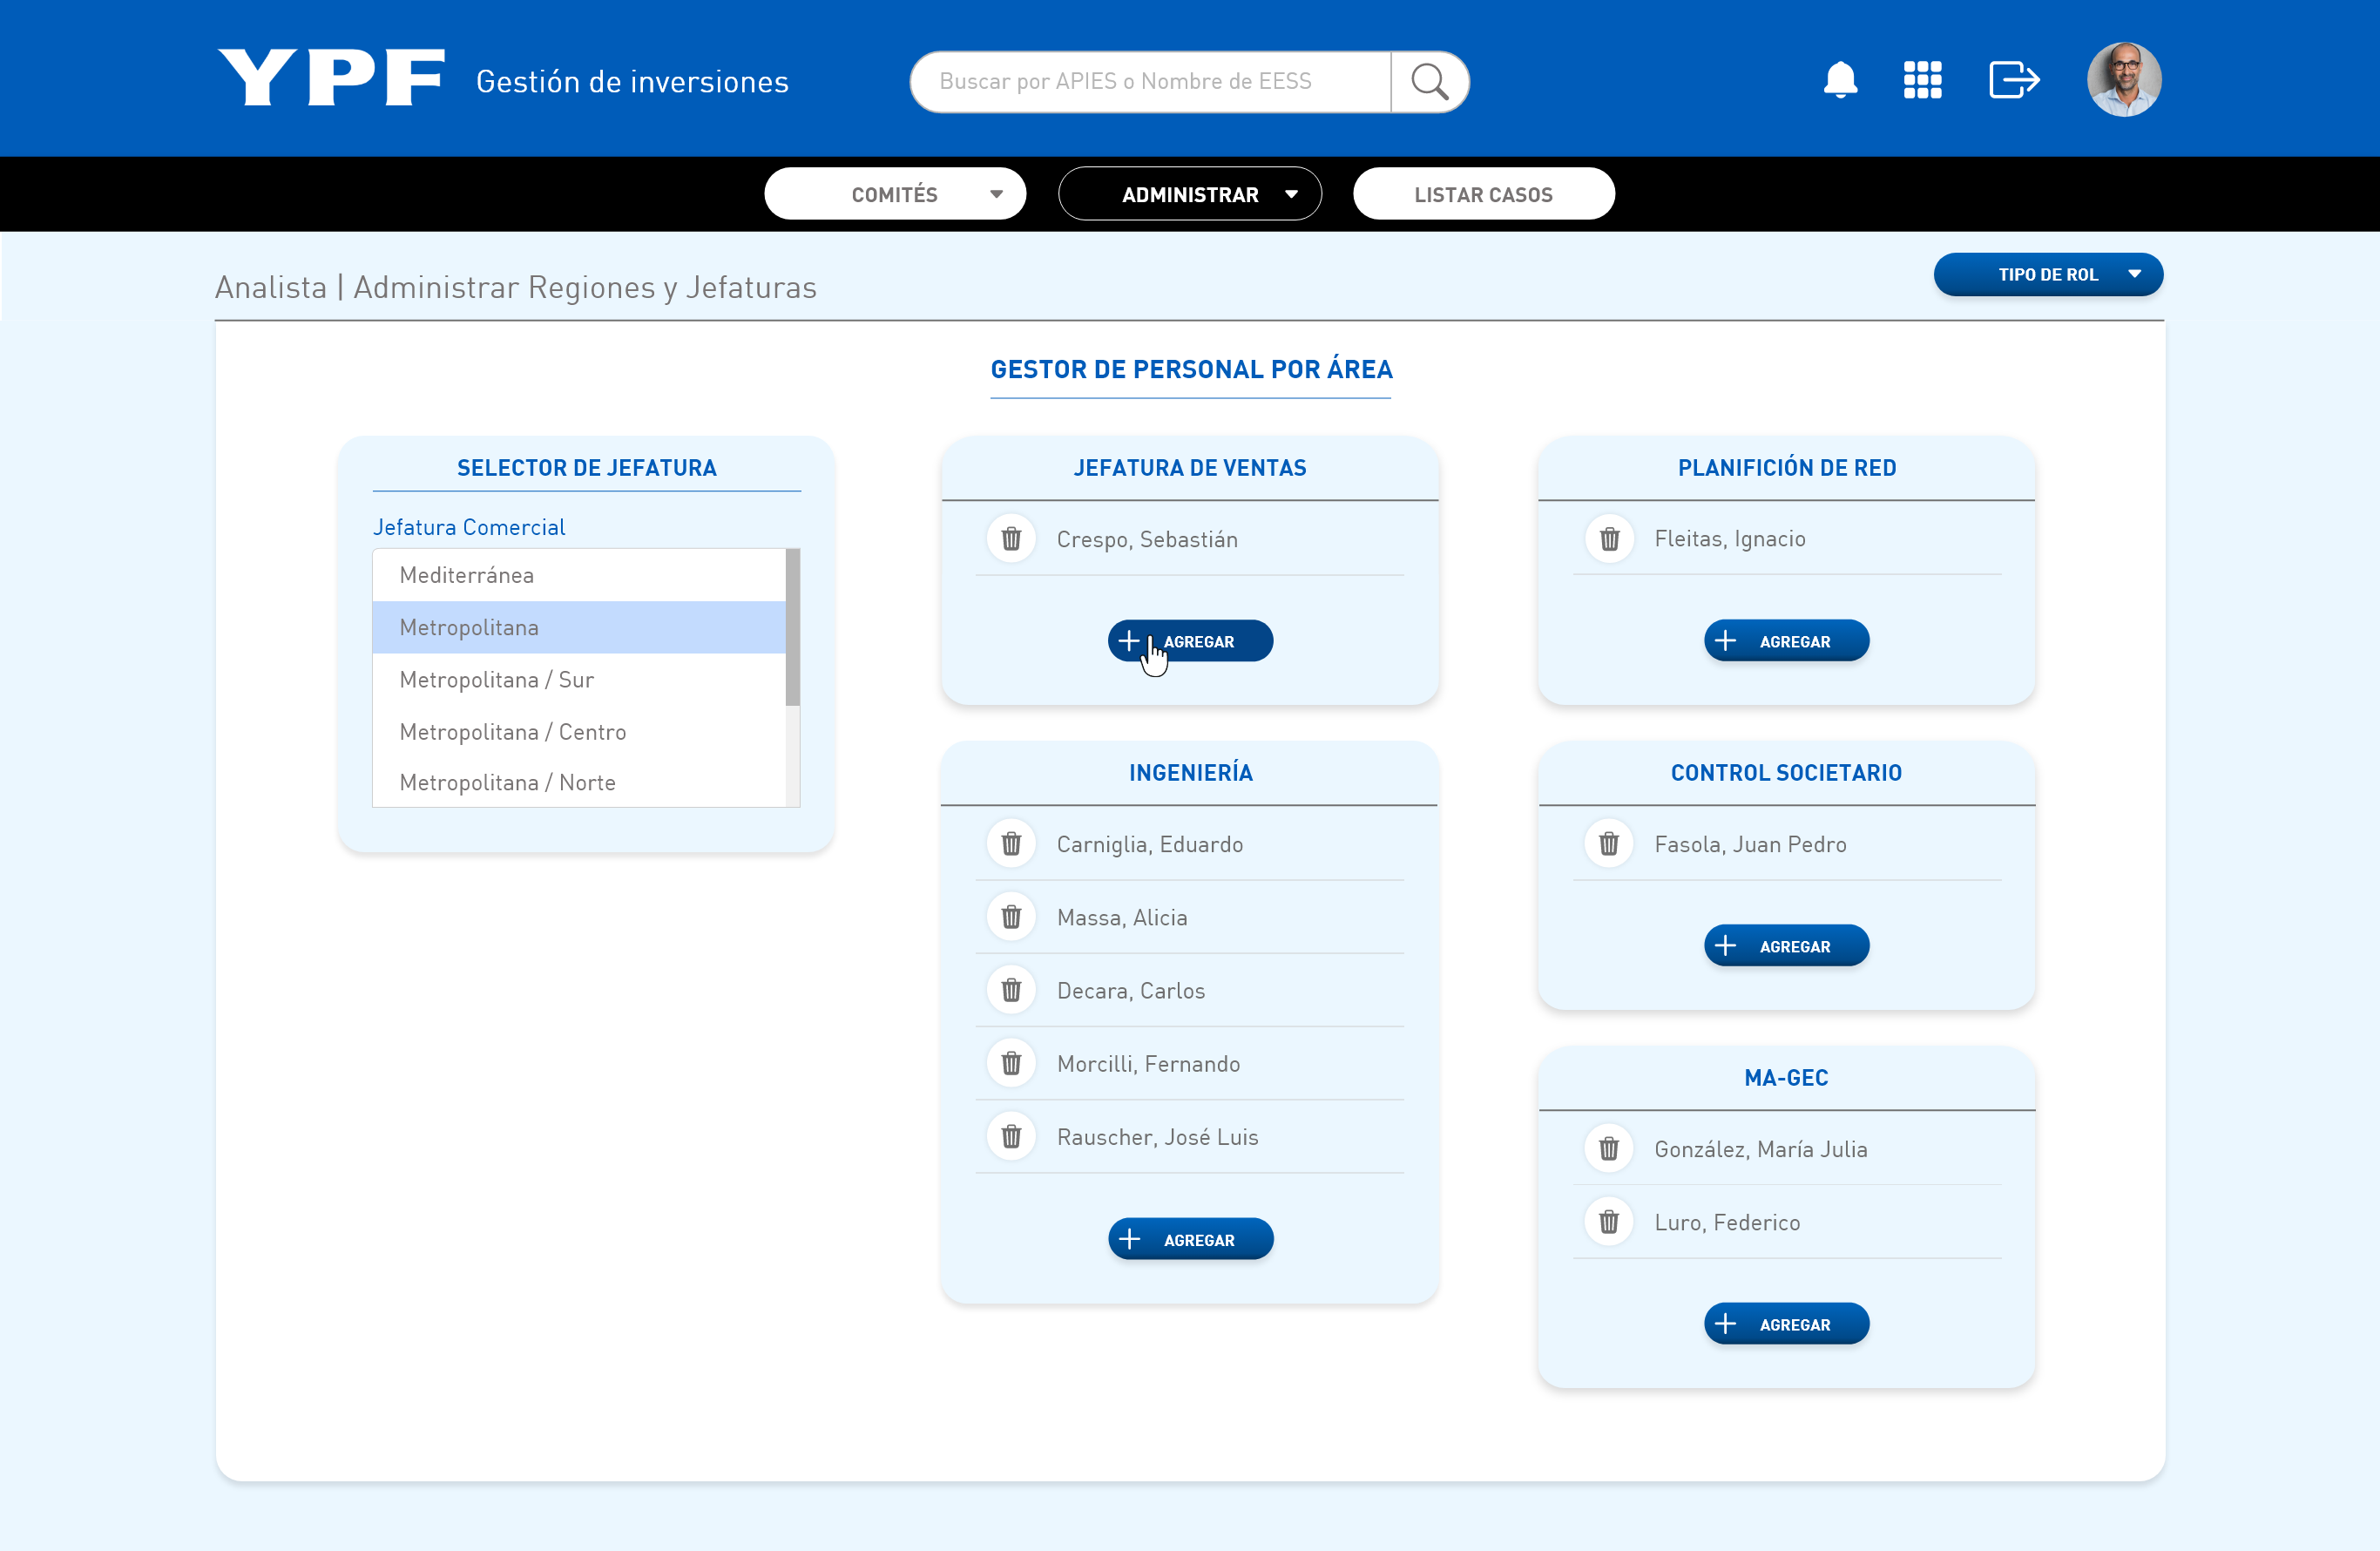 YPF Gestión de inversiones
Buscar por APIES o Nombre de EESS
COMITÉS
ADMINISTRAR
LISTAR CASOS
Analista | Administrar Regiones y Jefaturas
TIPO DE ROL
GESTOR DE PERSONAL POR ÁREA
SELECTOR DE JEFATURA
Jefatura Comercial
Mediterránea
Metropolitana
Metropolitana / Sur
Metropolitana / Centro
Metropolitana / Norte
JEFATURA DE VENTAS
Crespo, Sebastián
AGREGAR
PLANIFICIÓN DE RED
Fleitas, Ignacio
AGREGAR
INGENIERÍA
Carniglia, Eduardo
Massa, Alicia
Decara, Carlos
Morcilli, Fernando
Rauscher, José Luis
AGREGAR
CONTROL SOCIETARIO
Fasola, Juan Pedro
AGREGAR
MA-GEC
González, María Julia
Luro, Federico
AGREGAR